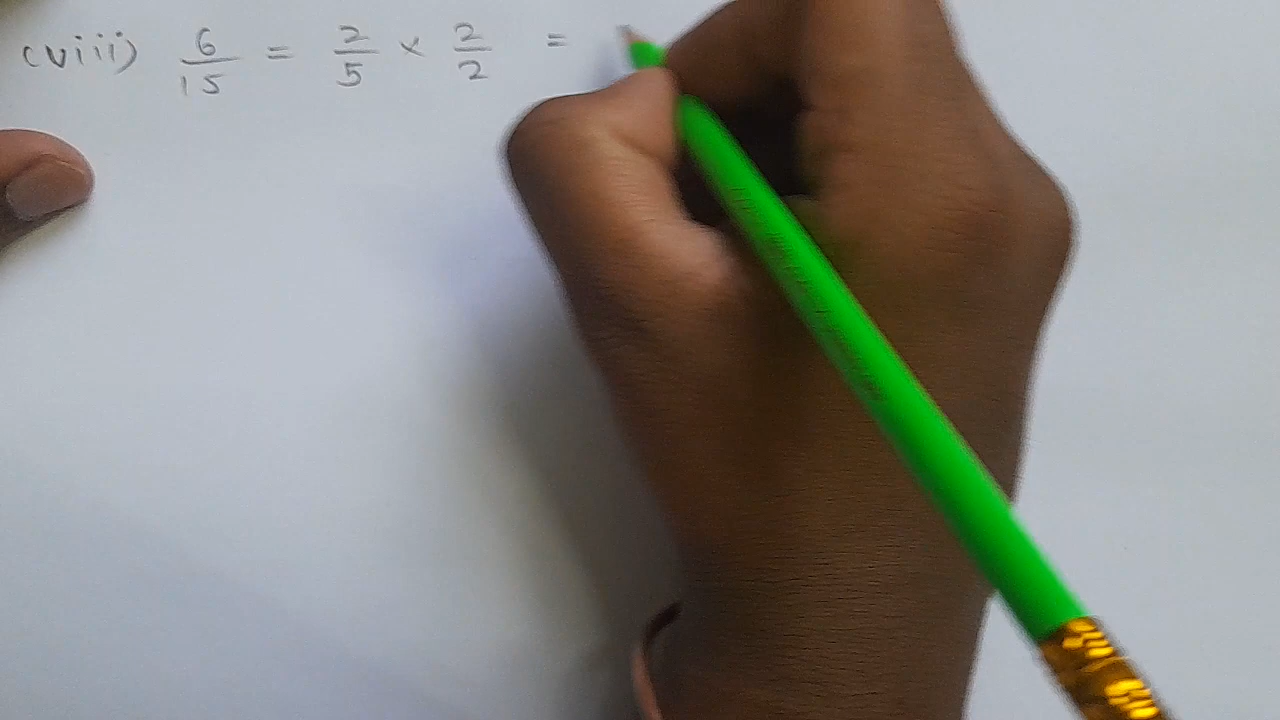 (viii) 6/15 = 2/5 × 2/2 =